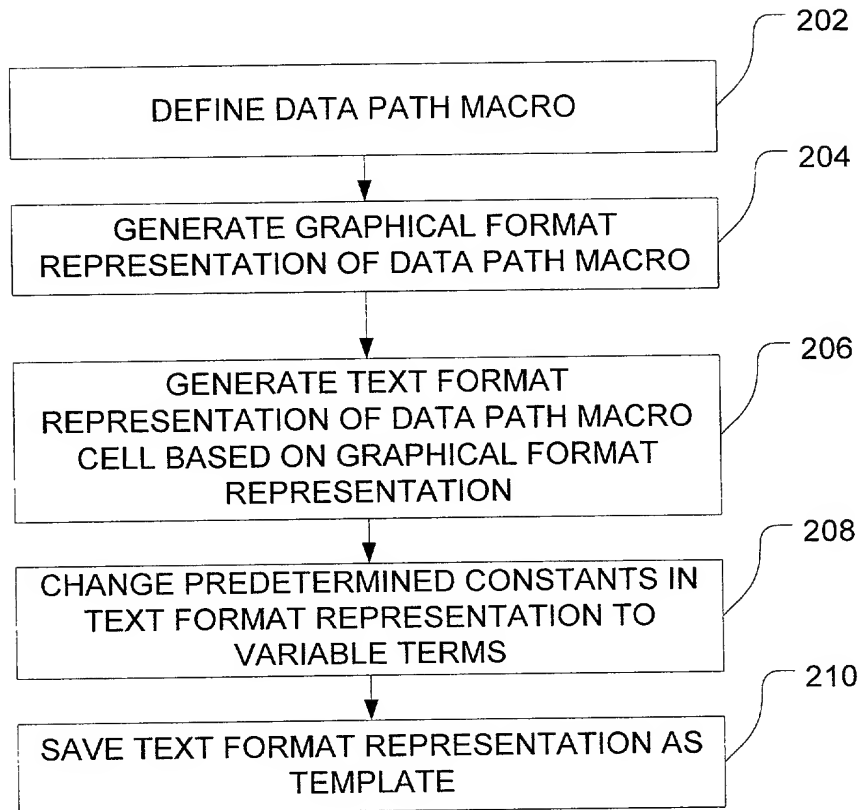 202
DEFINE DATA PATH MACRO
204
GENERATE GRAPHICAL FORMAT
REPRESENTATION OF DATA PATH MACRO
206
GENERATE TEXT FORMAT
REPRESENTATION OF DATA PATH MACRO
CELL BASED ON GRAPHICAL FORMAT
REPRESENTATION
208
CHANGE PREDETERMINED CONSTANTS IN
TEXT FORMAT REPRESENTATION TO
VARIABLE TERMS
210
SAVE TEXT FORMAT REPRESENTATION AS
TEMPLATE